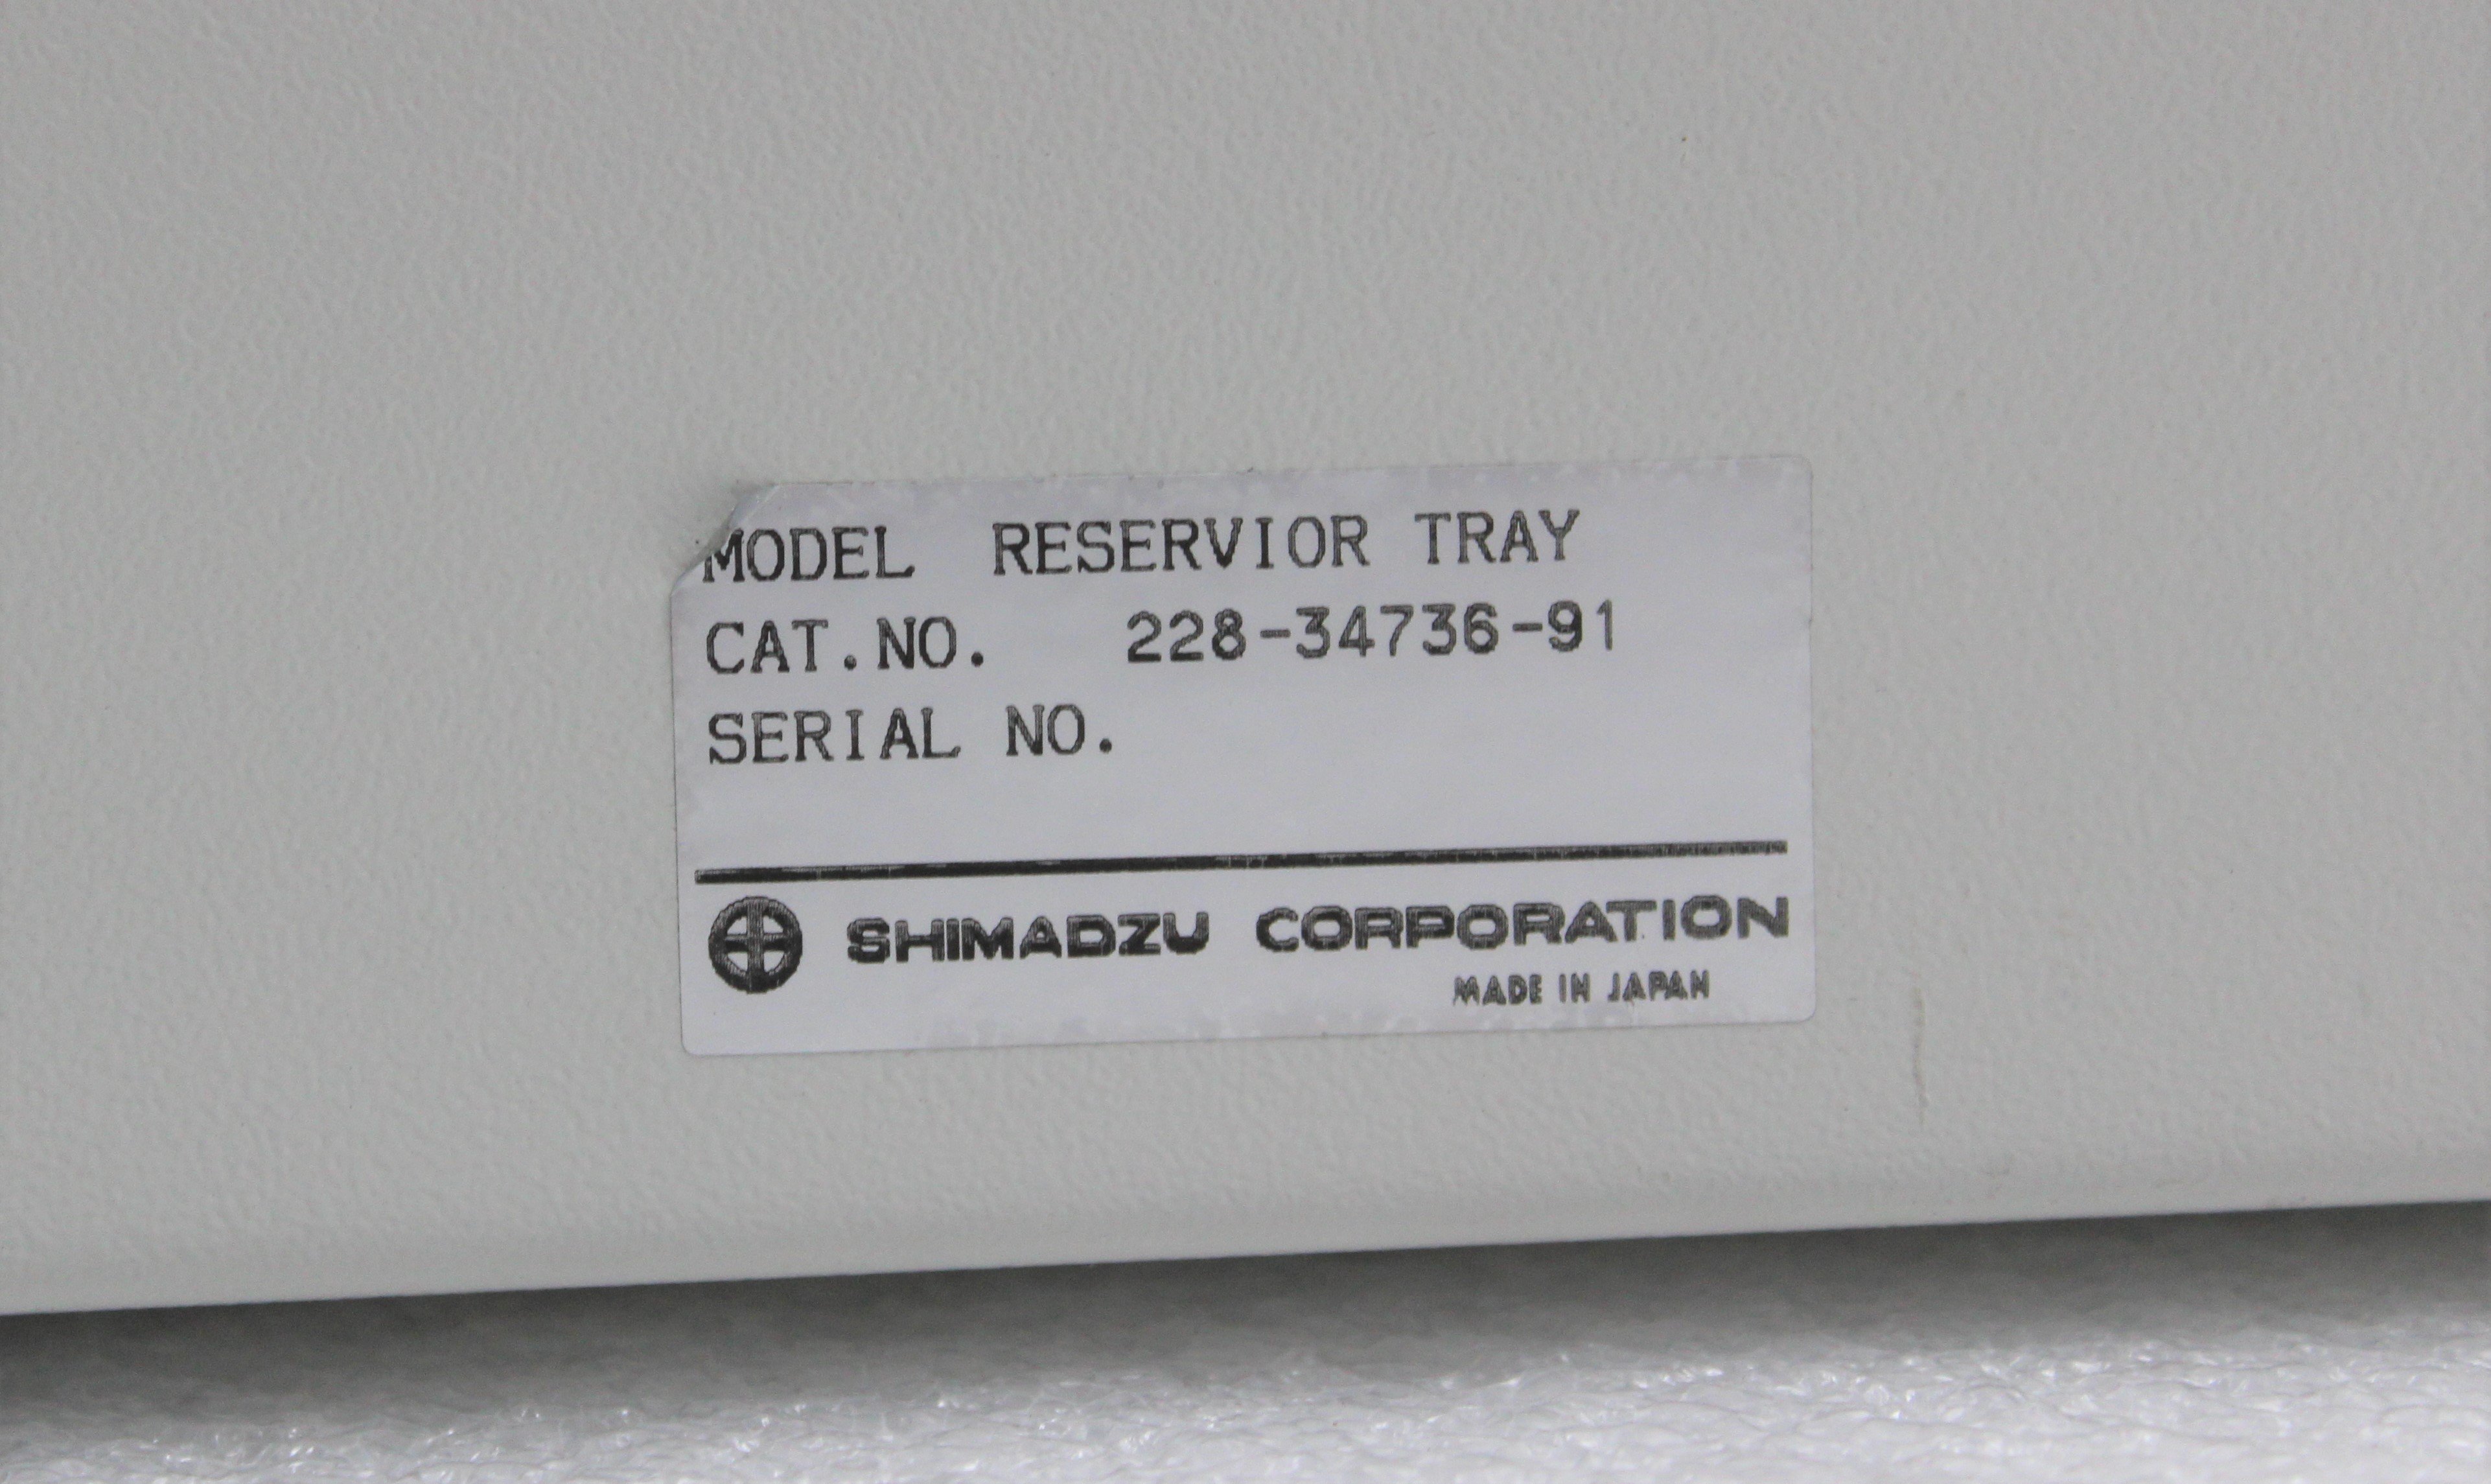 MODEL RESERVIOR TRAY
CAT.NO. 228-34736-91
SERIAL NO.
SHIMADZU CORPORATION
MADE IN JAPAN